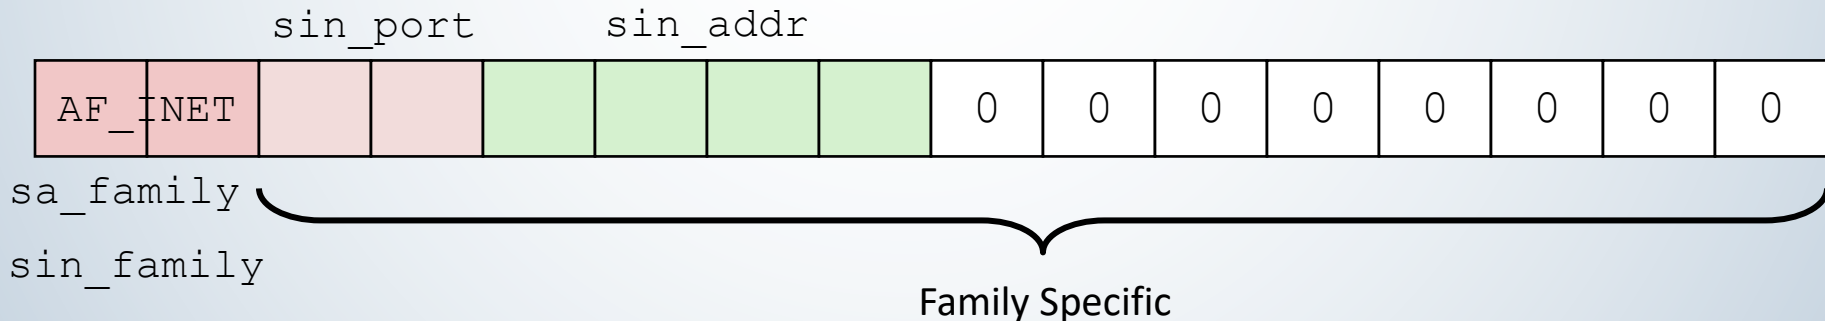 sin_port sin_addr
AF_INET 0 0 0 0 0 0 0 0
sa_family
sin_family
Family Specific